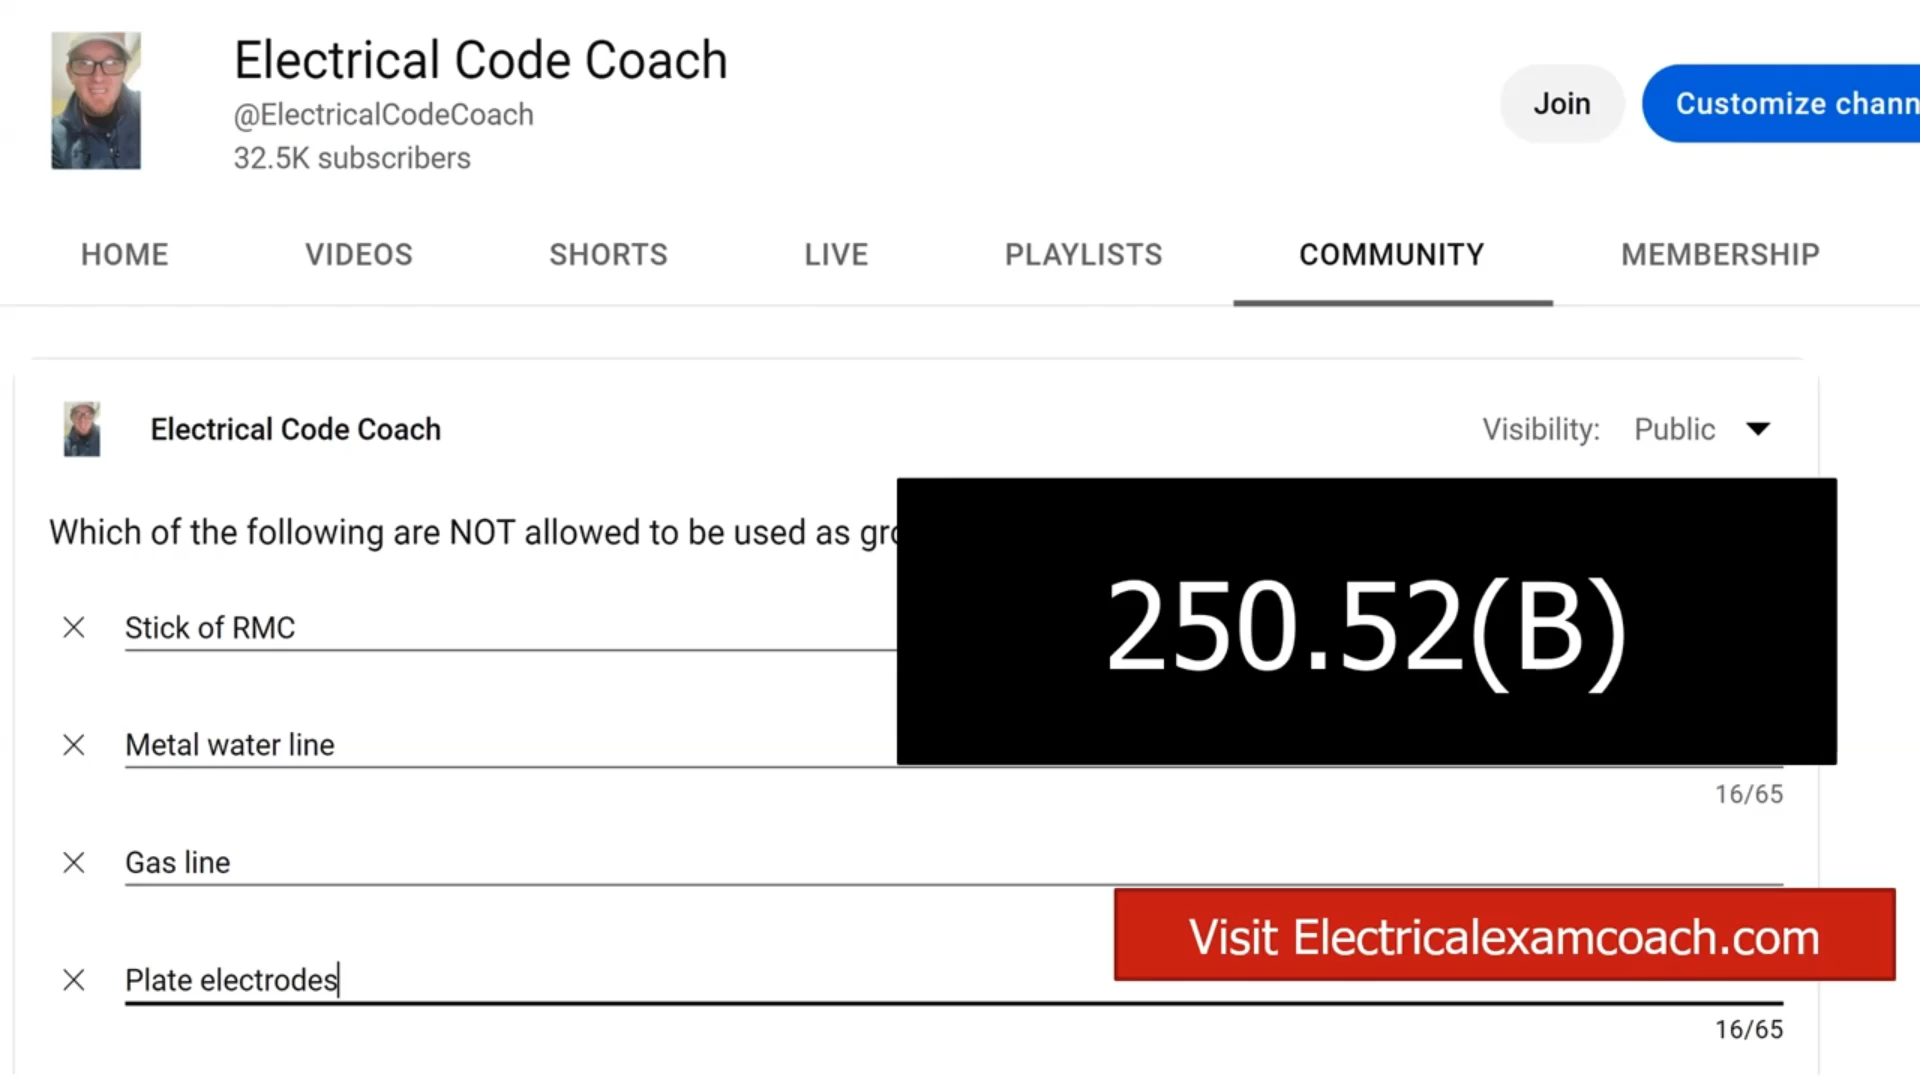 Electrical Code Coach
@ElectricalCodeCoach
32.5K subscribers
Join
Customize
HOME VIDEOS SHORTS LIVE PLAYLISTS COMMUNITY MEMBERSHIP
Electrical Code Coach
Visibility: Public
Which of the following are NOT allowed to be used as
250.52(B)
Stick of RMC
Metal water line
16/65
Gas line
Visit Electricalexamcoach.com
Plate electrodes
16/65